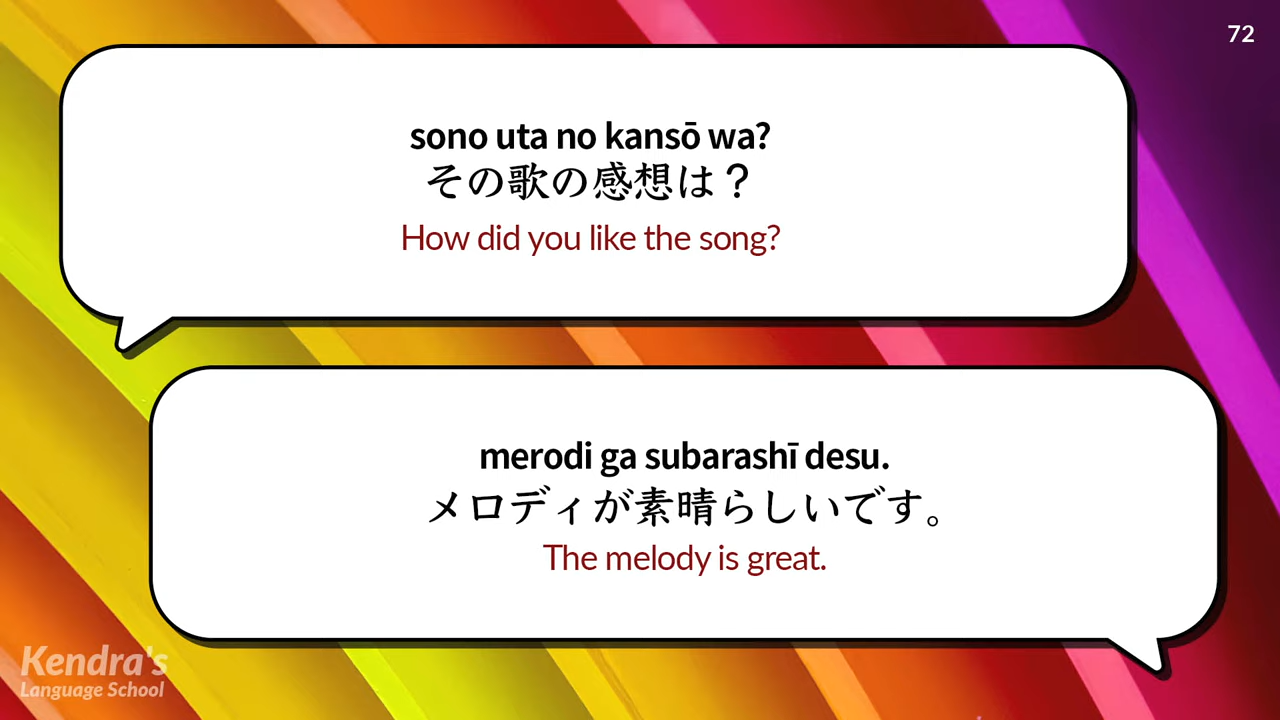 72
sono uta no kansō wa?
その歌の感想は？
How did you like the song?
merodi ga subarashī desu.
メロディが素晴らしいです。
The melody is great.
Kendra's
Language School